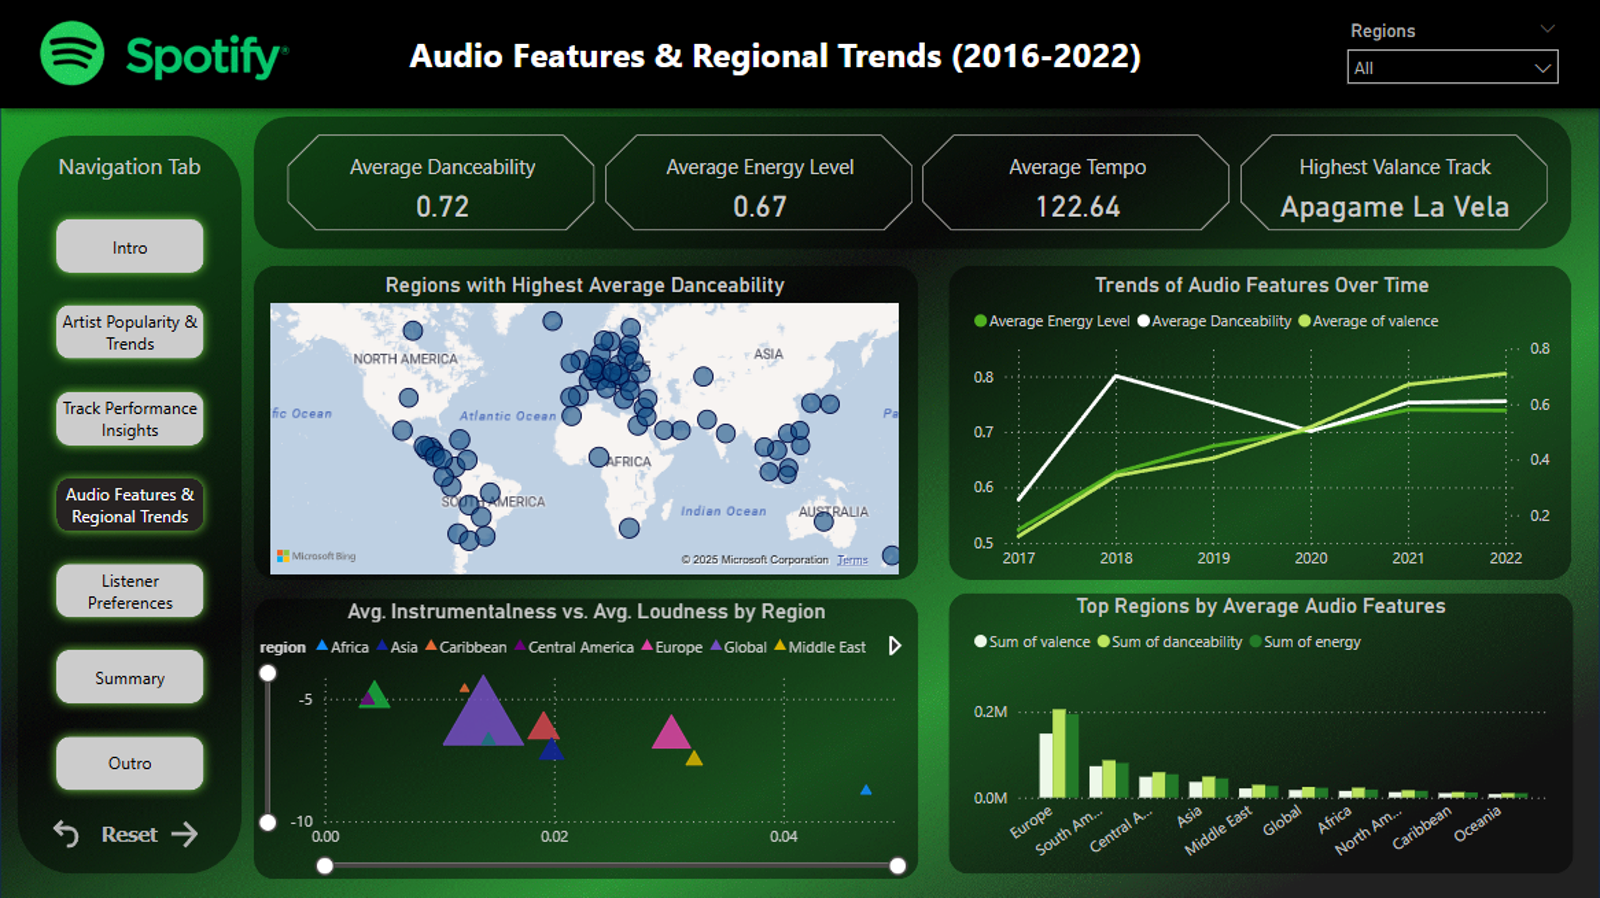 Spotify
Audio Features & Regional Trends (2016-2022)
Regions
All
Navigation Tab
Intro
Artist Popularity &
Trends
Track Performance
Insights
Audio Features &
Regional Trends
Listener
Preferences
Summary
Outro
Reset
Average Danceability
0.72
Average Energy Level
0.67
Average Tempo
122.64
Highest Valance Track
Apagame La Vela
Regions with Highest Average Danceability
NORTH AMERICA
ASIA
fic Ocean
Atlantic Ocean
Pa
AFRICA
SOUTH AMERICA
Indian Ocean
AUSTRALIA
Microsoft Bing
© 2025 Microsoft Corporation Terms
Trends of Audio Features Over Time
Average Energy Level Average Danceability Average of valence
0.8
0.8
0.7
0.6
0.6
0.4
0.5
0.2
2017 2018 2019 2020 2021 2022
Avg. Instrumentalness vs. Avg. Loudness by Region
region Africa Asia Caribbean Central America Europe Global Middle East
-5
-10
0.00 0.02 0.04
Top Regions by Average Audio Features
Sum of valence Sum of danceability Sum of energy
0.2M
0.0M
Europe South Am... Central A... Asia Middle East Global Africa North Am... Caribbean Oceania